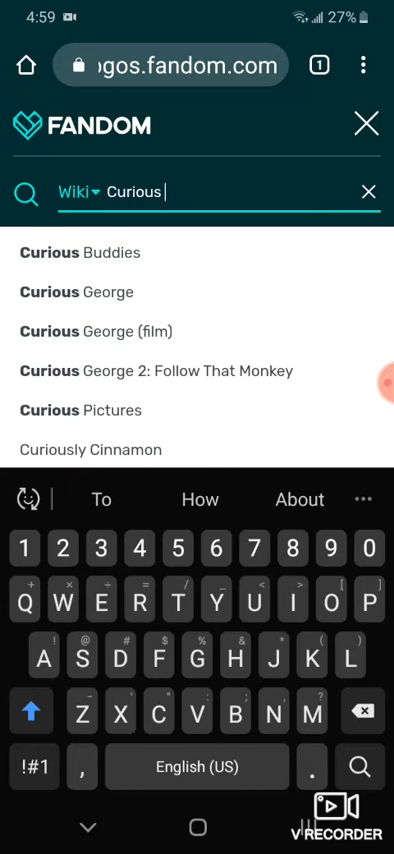 4:59 27%
ogos.fandom.com 1
FANDOM
Wiki Curious
Curious Buddies
Curious George
Curious George (film)
Curious George 2: Follow That Monkey
Curious Pictures
Curiously Cinnamon
To How About ...
1 2 3 4 5 6 7 8 9 0
+ × ÷ = / _ < > [ ]
Q W E R T Y U I O P
! @ # $ % ^ & * ( )
A S D F G H J K L
- ' " : ; , ?
Z X C V B N M
!#1 , English (US) .
V RECORDER